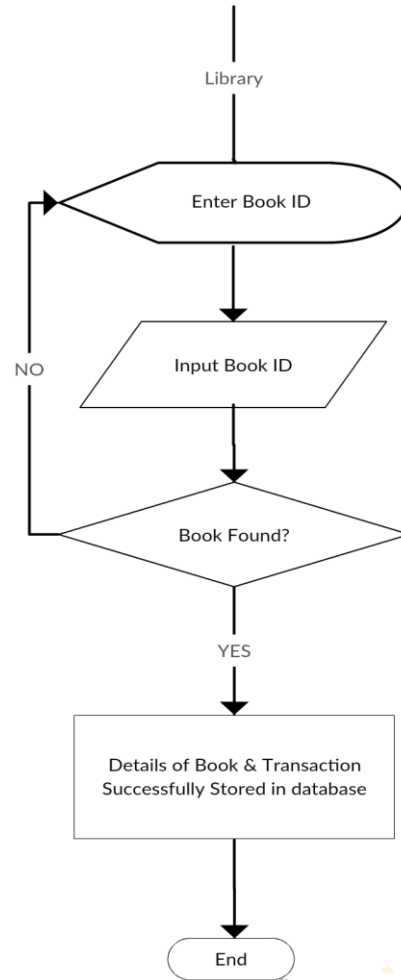 Library
Enter Book ID
NO
Input Book ID
Book Found?
YES
Details of Book & Transaction
Successfully Stored in database
End